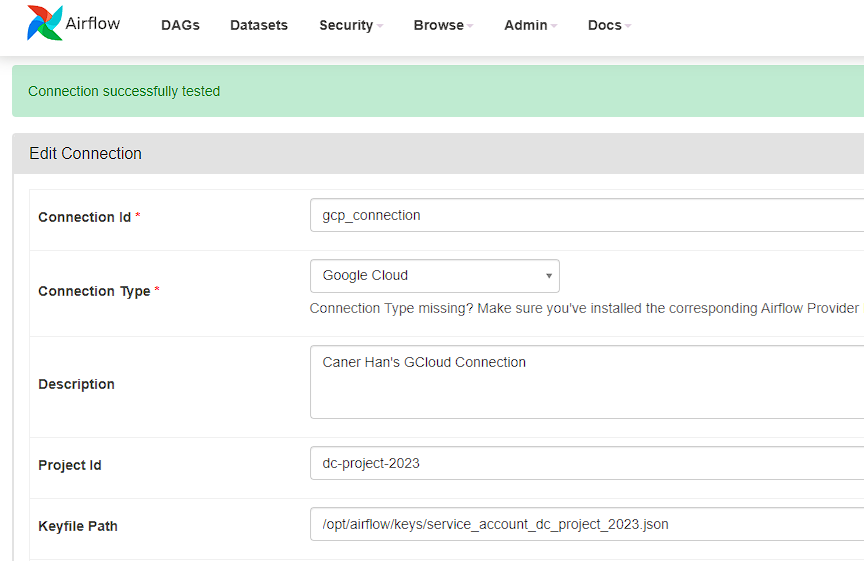 Airflow DAGs Datasets Security Browse Admin Docs
Connection successfully tested
Edit Connection
Connection Id * gcp_connection
Connection Type * Google Cloud
Connection Type missing? Make sure you've installed the corresponding Airflow Provider
Description Caner Han's GCloud Connection
Project Id dc-project-2023
Keyfile Path /opt/airflow/keys/service_account_dc_project_2023.json